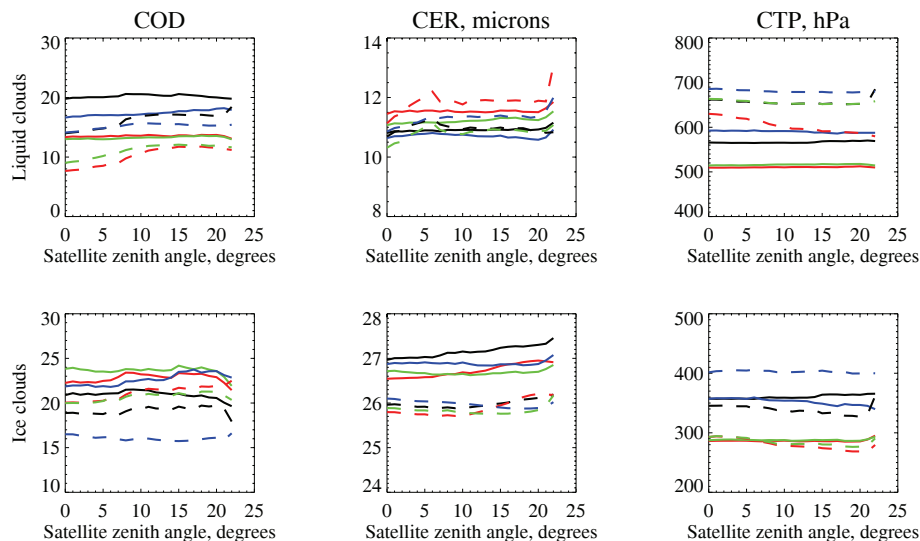 COD
CER, microns
CTP, hPa
Liquid clouds
30
20
10
0
0 5 10 15 20 25
Satellite zenith angle, degrees
14
12
10
8
0 5 10 15 20 25
Satellite zenith angle, degrees
800
700
600
500
400
0 5 10 15 20 25
Satellite zenith angle, degrees
Ice clouds
30
25
20
15
10
0 5 10 15 20 25
Satellite zenith angle, degrees
28
27
26
25
24
0 5 10 15 20 25
Satellite zenith angle, degrees
500
400
300
200
0 5 10 15 20 25
Satellite zenith angle, degrees